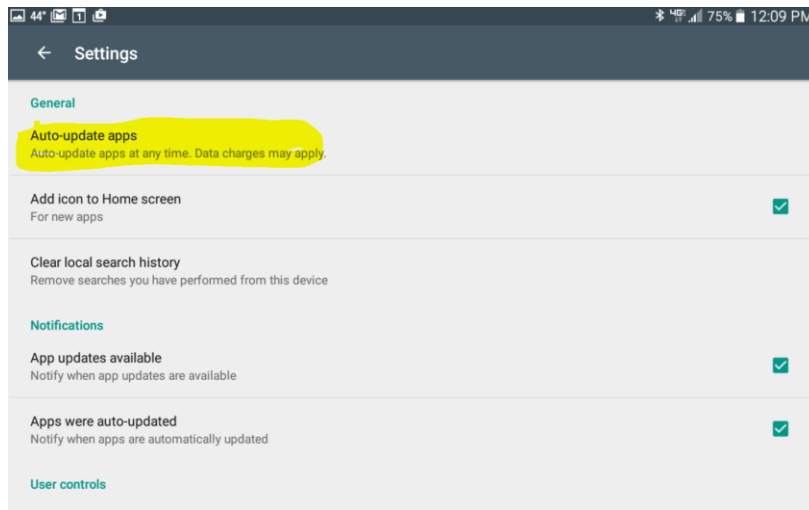 44° 1 4G LTE 75% 12:09 PM
Settings
General
Auto-update apps
Auto-update apps at any time. Data charges may apply.
Add icon to Home screen
For new apps
Clear local search history
Remove searches you have performed from this device
Notifications
App updates available
Notify when app updates are available
Apps were auto-updated
Notify when apps are automatically updated
User controls